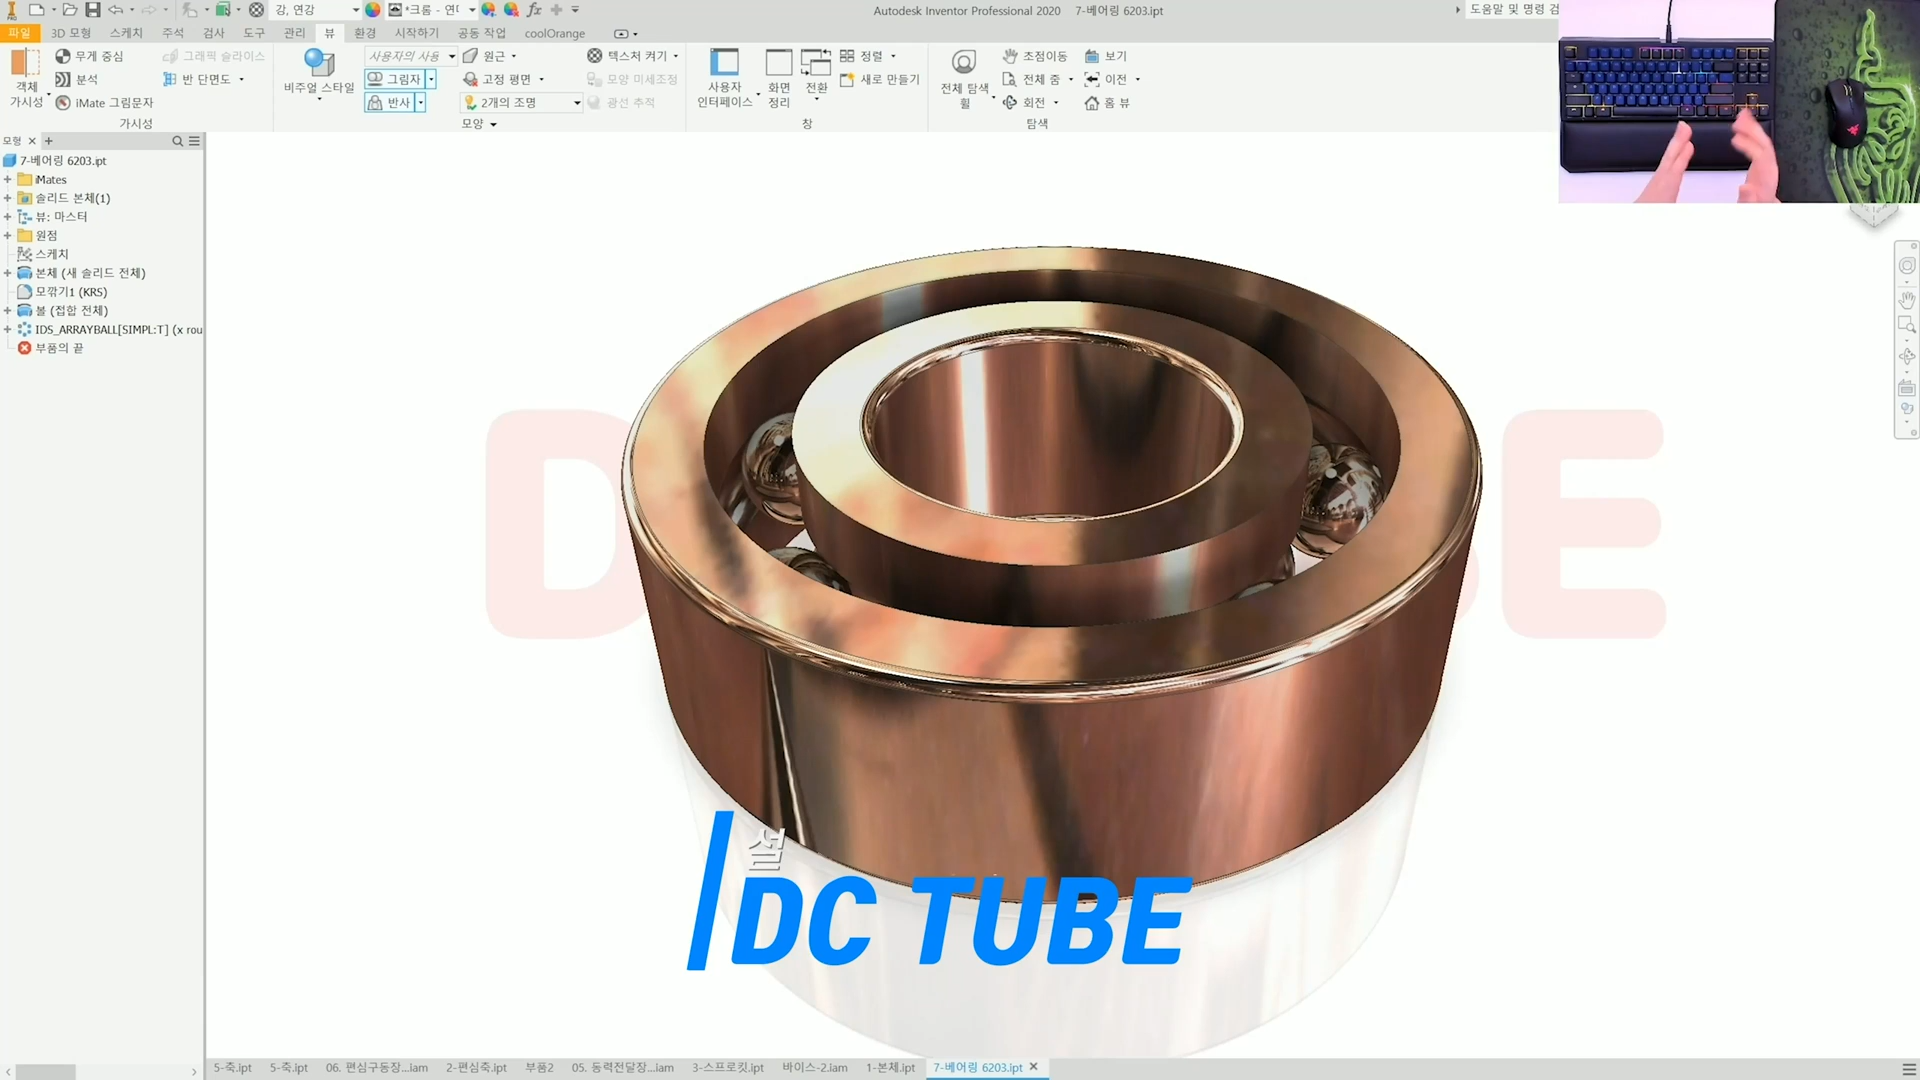 강, 연강
*크롬 - 연마
Autodesk Inventor Professional 2020 7-베어링 6203.ipt
도움말 및 명령 검
파일 3D 모형 스케치 주석 검사 도구 관리 뷰 환경 시작하기 공동 작업 coolOrange
객체
가시성
무게 중심
분석
iMate 그림문자
그래픽 슬라이스
반 단면도
가시성
비주얼 스타일
사용자의 사용
그림자
반사
원근
고정 평면
2개의 조명
텍스처 켜기
모양 미세조정
광선 추적
모양
사용자
인터페이스
화면
정리
전환
정렬
새로 만들기
창
전체 탐색
휠
초점이동
전체 줌
회전
보기
이전
홈 뷰
탐색
모형
7-베어링 6203.ipt
iMates
솔리드 본체(1)
뷰: 마스터
원점
스케치
본체 (새 솔리드 전체)
모깎기1 (KRS)
볼 (접합 전체)
IDS_ARRAYBALL[SIMPL:T] (x rou
부품의 끝
설
DC TUBE
5-축.ipt 5-축.ipt 06. 편심구동장...iam 2-편심축.ipt 부품2 05. 동력전달장...iam 3-스프로킷.ipt 바이스-2.iam 1-본체.ipt 7-베어링 6203.ipt